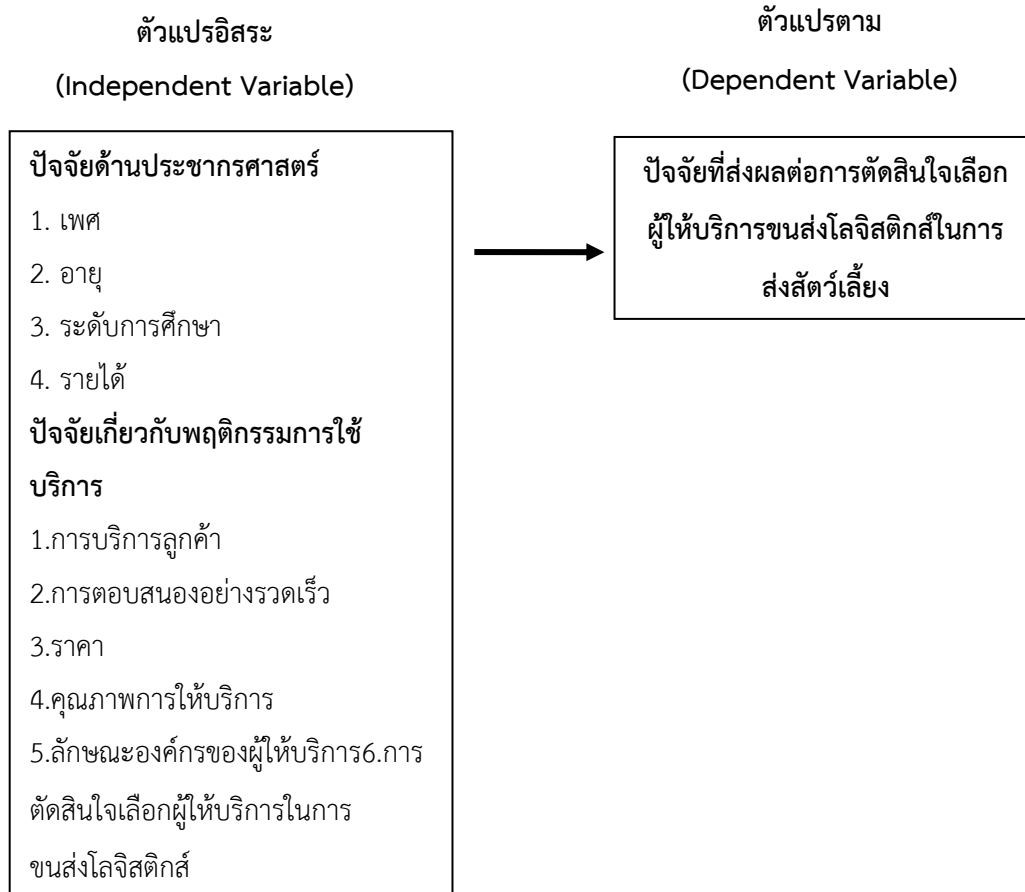 ตัวแปรอิสระ
(Independent Variable)
ตัวแปรตาม
(Dependent Variable)
ปัจจัยด้านประชากรศาสตร์
1. เพศ
2. อายุ
3. ระดับการศึกษา
4. รายได้
ปัจจัยเกี่ยวกับพฤติกรรมการใช้
บริการ
1.การบริการลูกค้า
2.การตอบสนองอย่างรวดเร็ว
3.ราคา
4.คุณภาพการให้บริการ
5.ลักษณะองค์กรของผู้ให้บริการ6.การ
ตัดสินใจเลือกผู้ให้บริการในการ
ขนส่งโลจิสติกส์
ปัจจัยที่ส่งผลต่อการตัดสินใจเลือก
ผู้ให้บริการขนส่งโลจิสติกส์ในการ
ส่งสัตว์เลี้ยง